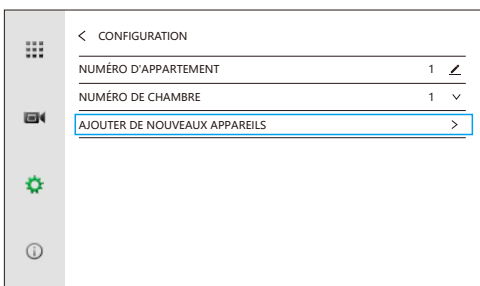 CONFIGURATION
NUMÉRO D'APPARTEMENT 1
NUMÉRO DE CHAMBRE 1
AJOUTER DE NOUVEAUX APPAREILS